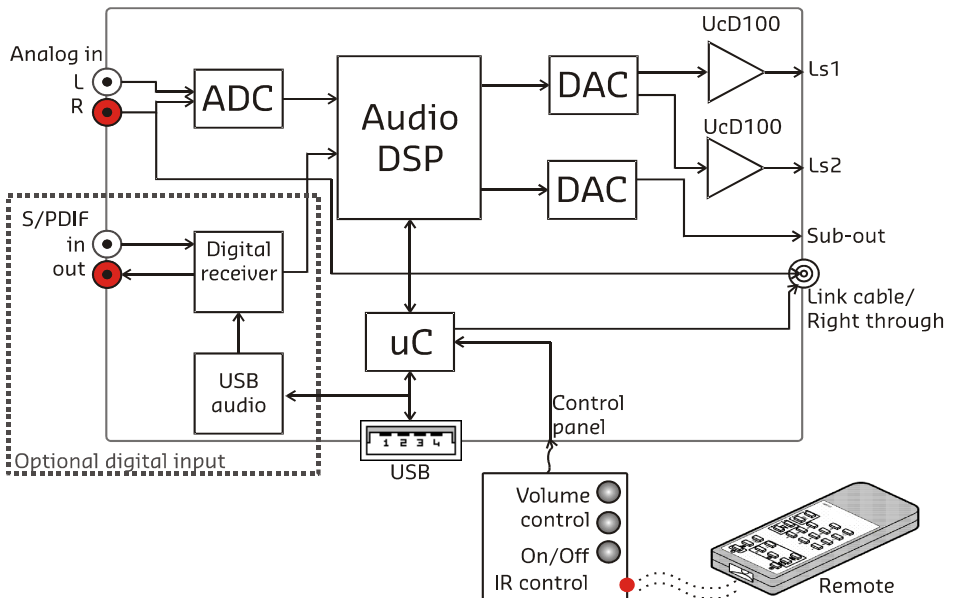 UcD100
Analog in
L
R
ADC
Audio
DSP
DAC
Ls1
UcD100
Ls2
DAC
S/PDIF
in
out
Digital
receiver
Sub-out
Link cable/
Right through
uC
USB
audio
Control
panel
1 2 3 4
Optional digital input
USB
Volume
control
On/Off
IR control
Remote